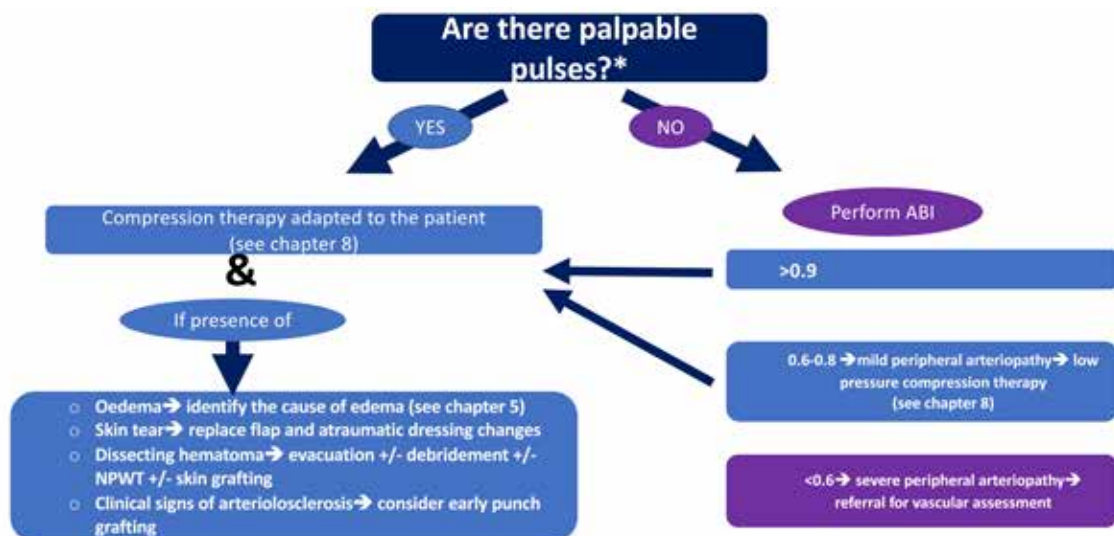 Are there palpable
pulses?*
YES
NO
Compression therapy adapted to the patient
(see chapter 8)
&
If presence of
o Oedema→ identify the cause of edema (see chapter 5)
o Skin tear→ replace flap and atraumatic dressing changes
o Dissecting hematoma→ evacuation +/- debridement +/-
NPWT +/- skin grafting
o Clinical signs of arteriolosclerosis→ consider early punch
grafting
Perform ABI
>0.9
0.6-0.8 →mild peripheral arteriopathy→ low
pressure compression therapy
(see chapter 8)
<0.6→ severe peripheral arteriopathy→
referral for vascular assessment